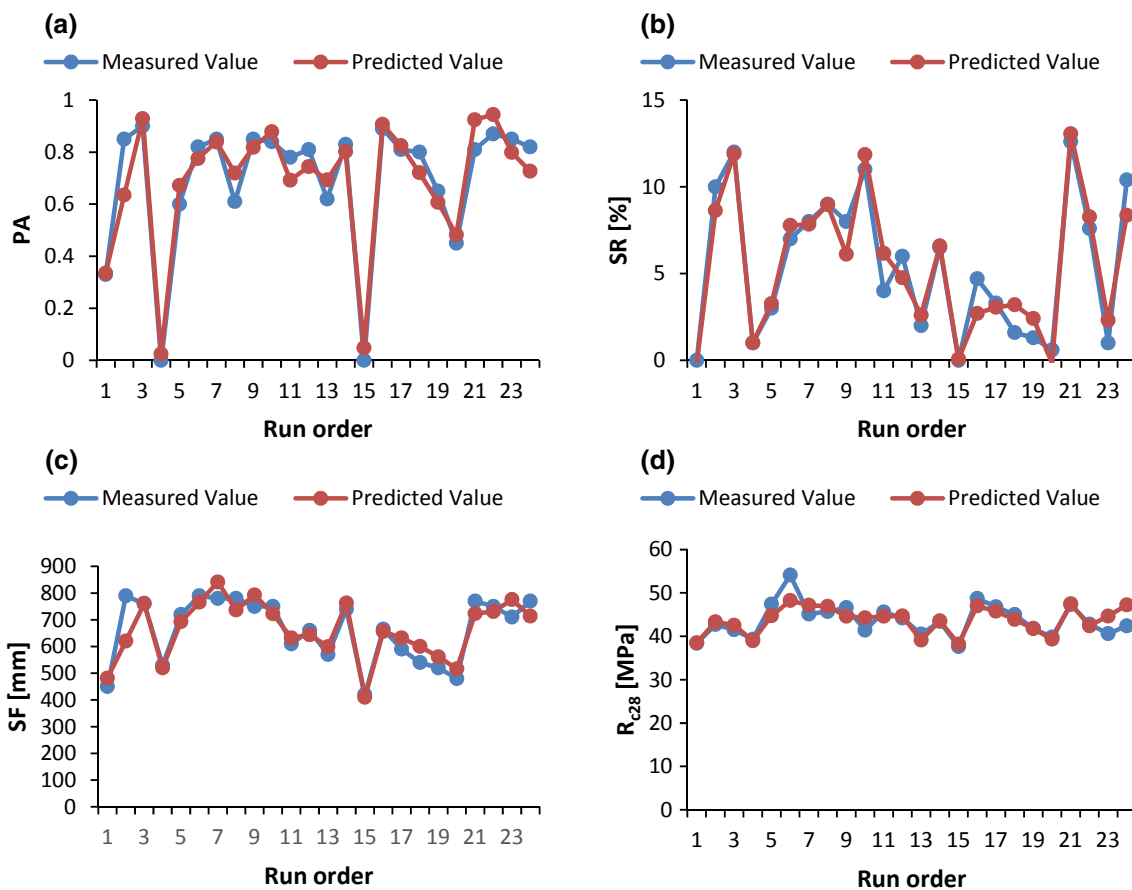 (a)
Measured Value Predicted Value
1
0.8
0.6
0.4
0.2
0
PA
1 3 5 7 9 11 13 15 17 19 21 23
Run order
(b)
Measured Value Predicted Value
15
10
5
0
SR [%]
1 3 5 7 9 11 13 15 17 19 21 23
Run order
(c)
Measured Value Predicted Value
900
800
700
600
500
400
300
200
100
0
SF [mm]
1 3 5 7 9 11 13 15 17 19 21 23
Run order
(d)
Measured Value Predicted Value
60
50
40
30
20
10
0
Rc28 [MPa]
1 3 5 7 9 11 13 15 17 19 21 23
Run order